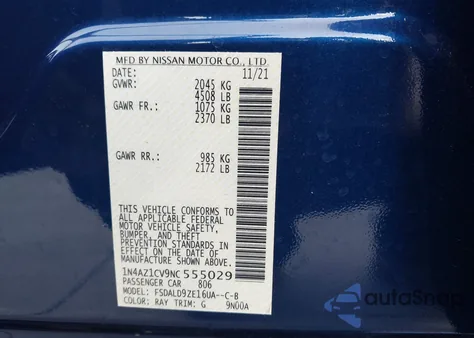 MFD BY NISSAN MOTOR CO., LTD.
DATE: 11/21
GVWR: 2045 KG
4508 LB
GAWR FR.: 1075 KG
2370 LB
GAWR RR.: 985 KG
2172 LB
THIS VEHICLE CONFORMS TO
ALL APPLICABLE FEDERAL
MOTOR VEHICLE SAFETY,
BUMPER, AND THEFT
PREVENTION STANDARDS IN
EFFECT ON THE DATE OF
MANUFACTURE SHOWN ABOVE.
1N4AZ1CV9NC555029
PASSENGER CAR 806
MODEL: FSDALD9ZE16UA--C-B
COLOR: RAY TRIM: G 9N00A
autoSnap